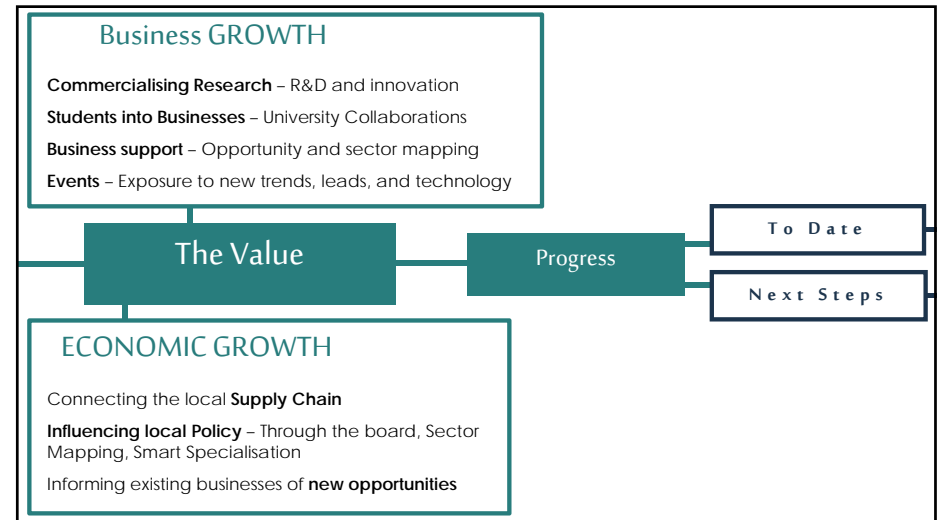 Business GROWTH
Commercialising Research – R&D and innovation
Students into Businesses – University Collaborations
Business support – Opportunity and sector mapping
Events – Exposure to new trends, leads, and technology
The Value
Progress
To Date
Next Steps
ECONOMIC GROWTH
Connecting the local Supply Chain
Influencing local Policy – Through the board, Sector
Mapping, Smart Specialisation
Informing existing businesses of new opportunities